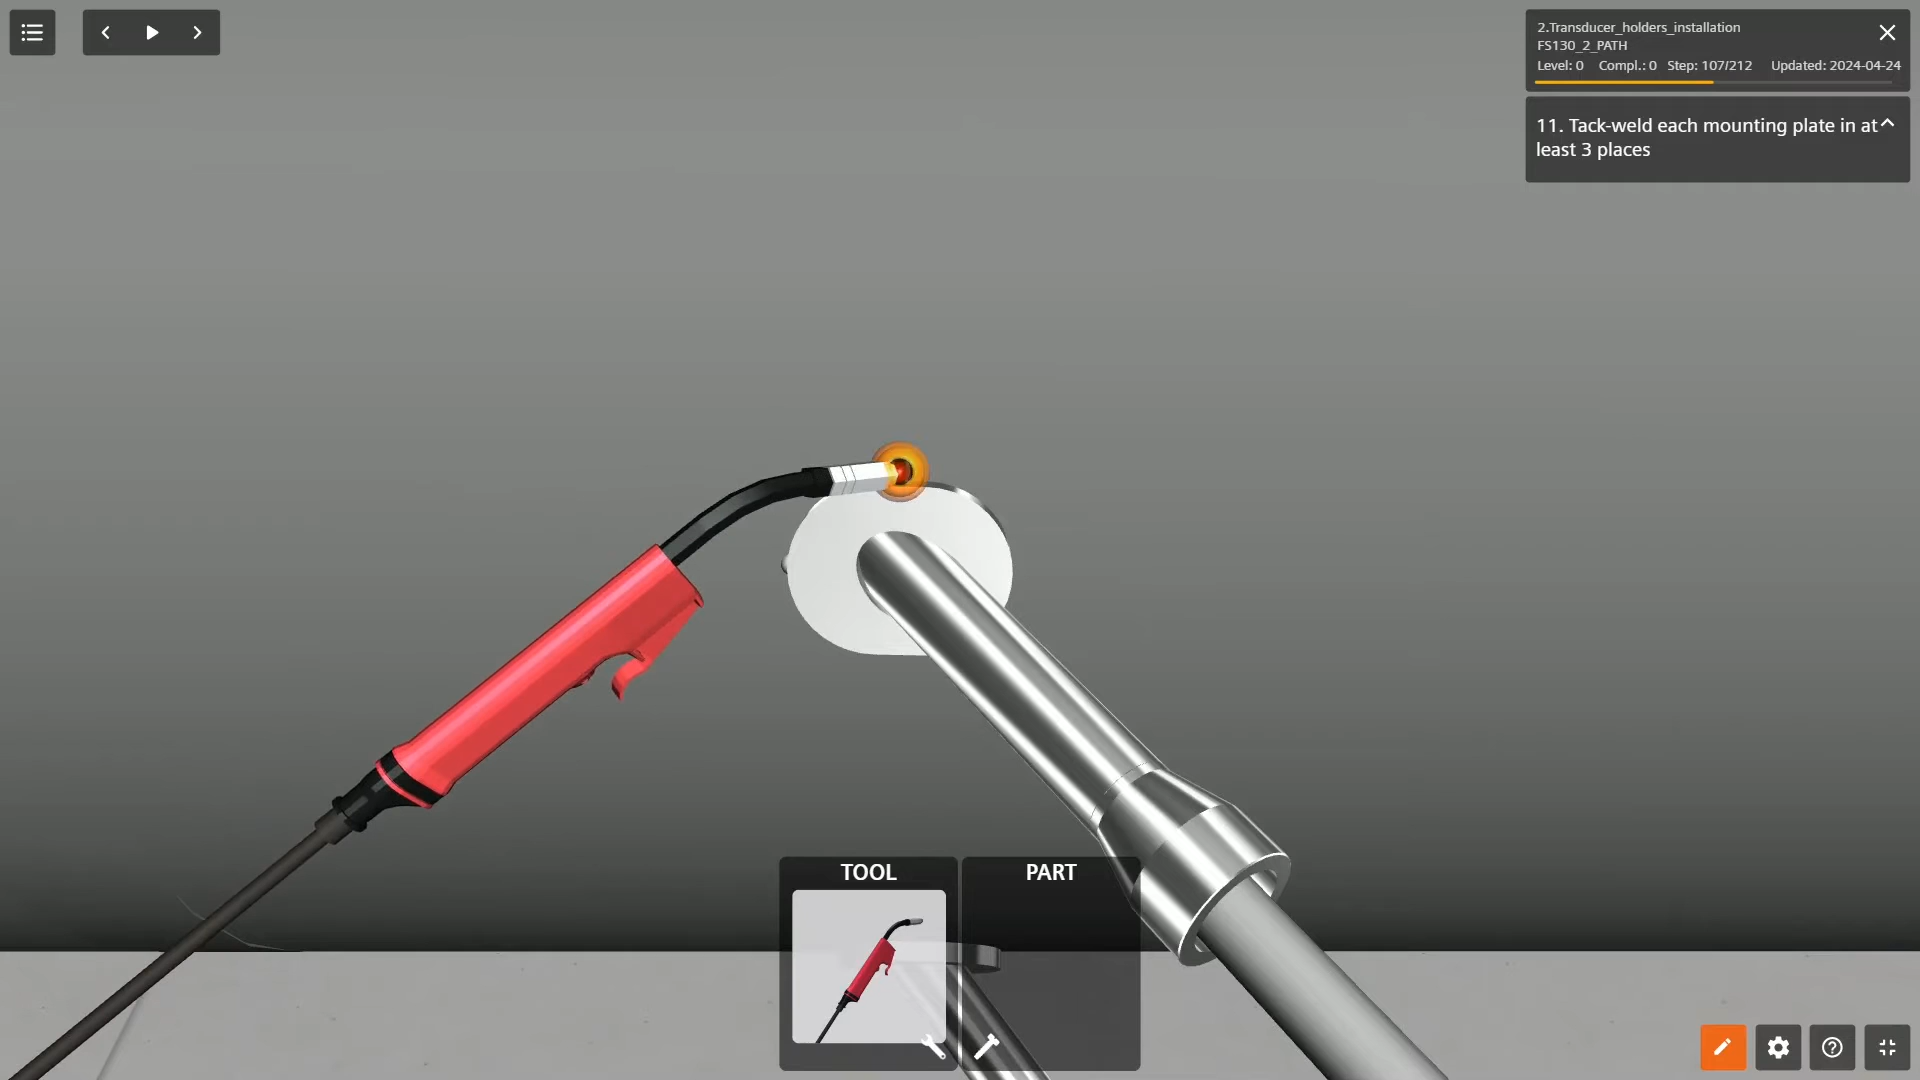 2.Transducer_holders_installation
FS130_2_PATH
Level: 0 Compl.: 0 Step: 107/212 Updated: 2024-04-24
11. Tack-weld each mounting plate in at
least 3 places
TOOL
PART